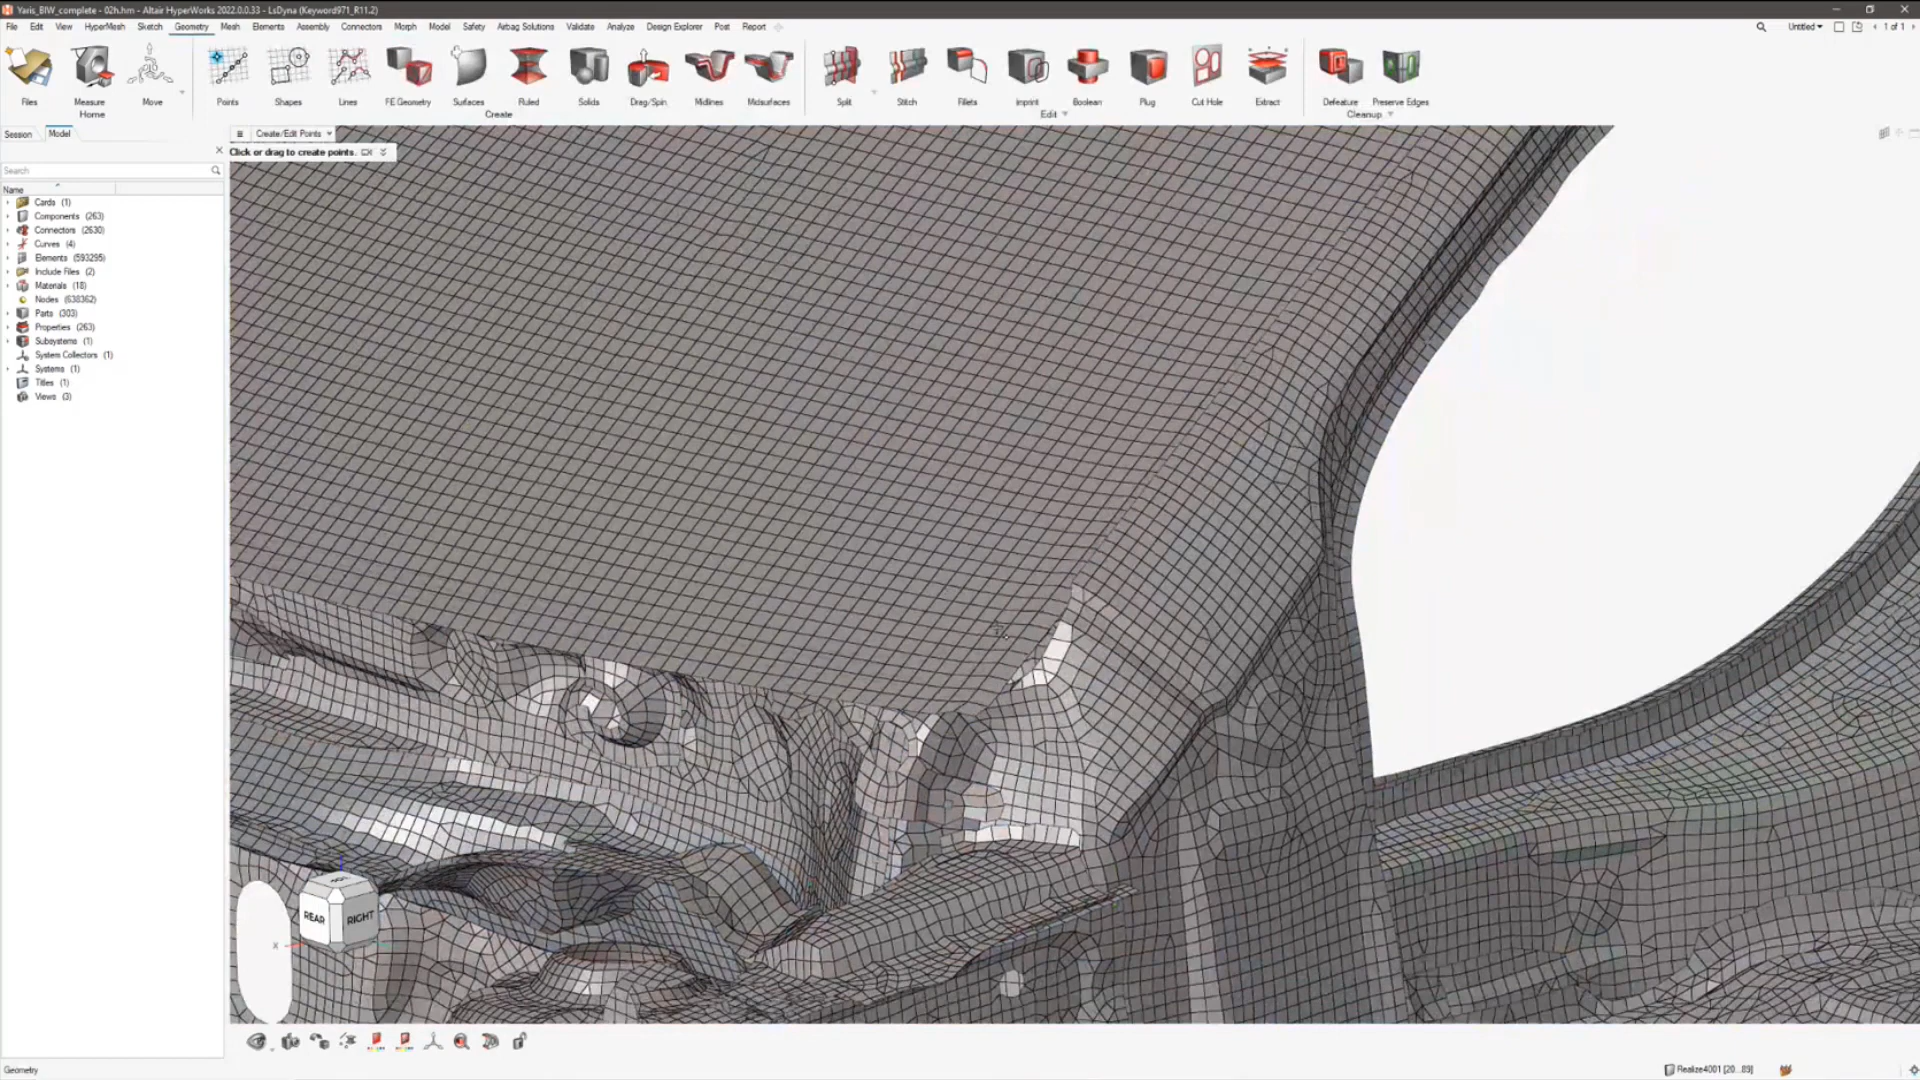 Yaris_BIW_complete - 02h.hm - Altair HyperWorks 2022.0.0.33 - LsDyna (Keyword971_R11.2)
File Edit View HyperMesh Sketch Geometry Mesh Elements Assembly Connectors Morph Model Safety Airbag Solutions Validate Analyze Design Explorer Post Report
Untitled
1 of 1
Files Measure Move Points Shapes Lines FE Geometry Surfaces Ruled Solids Drag/Spin Midlines Midsurfaces Split Stitch Fillets Imprint Boolean Plug Cut Hole Extract Defeature Preserve Edges
Home Create Edit Cleanup
Session Model
Create/Edit Points
Click or drag to create points.
Search
Name
Cards (1)
Components (263)
Connectors (2630)
Curves (4)
Elements (593295)
Include Files (2)
Materials (18)
Nodes (638362)
Parts (303)
Properties (263)
Subsystems (1)
System Collectors (1)
Systems (1)
Titles (1)
Views (3)
REAR RIGHT
X
Geometry
Realize4001 [20...89]